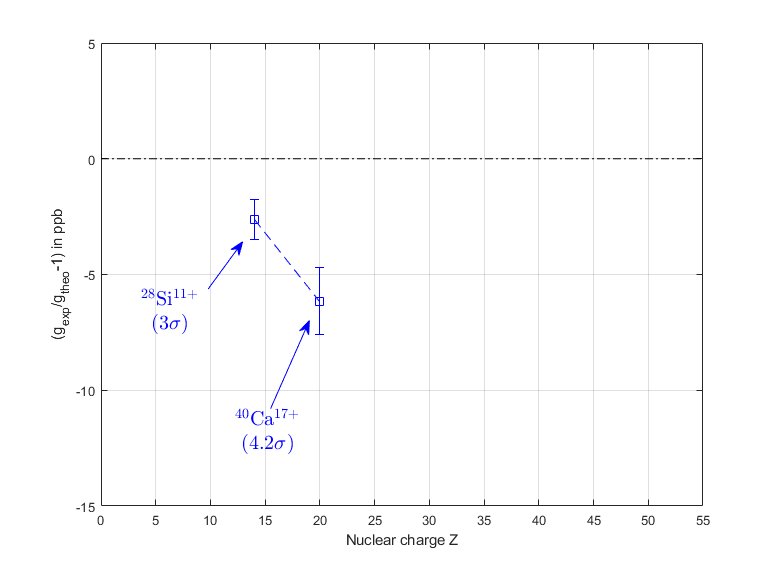 5
0
-5
-10
-15
(g_exp/g_theo-1) in ppb
²⁸Si¹¹⁺
(3σ)
⁴⁰Ca¹⁷⁺
(4.2σ)
0 5 10 15 20 25 30 35 40 45 50 55
Nuclear charge Z